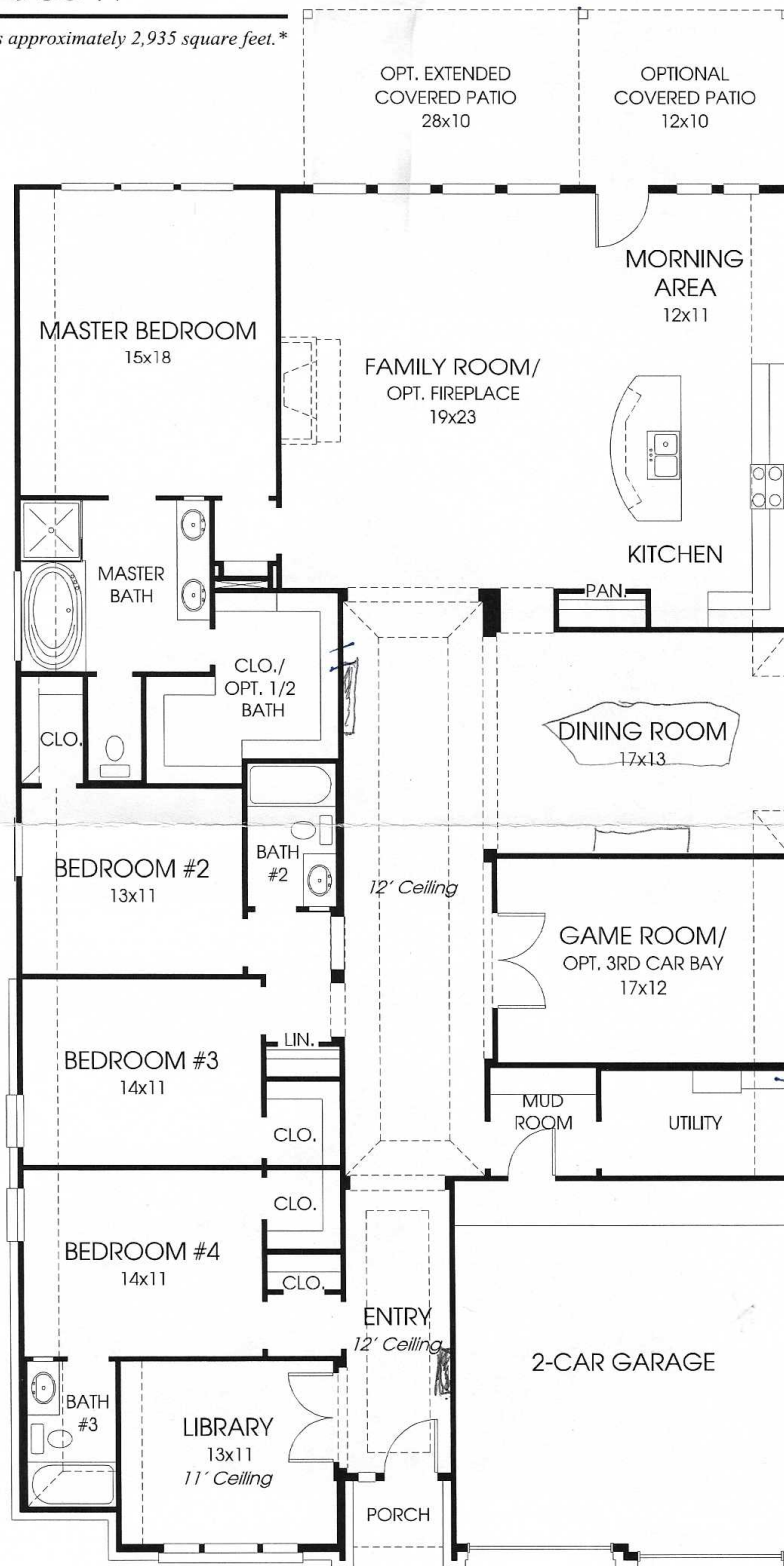 s approximately 2,935 square feet.*
OPT. EXTENDED
COVERED PATIO
28x10
OPTIONAL
COVERED PATIO
12x10
MORNING
AREA
12x11
MASTER BEDROOM
15x18
FAMILY ROOM/
OPT. FIREPLACE
19x23
KITCHEN
MASTER
BATH
PAN.
CLO./
OPT. 1/2
BATH
CLO.
DINING ROOM
17x13
BEDROOM #2
13x11
BATH
#2
12' Ceiling
GAME ROOM/
OPT. 3RD CAR BAY
17x12
LIN.
BEDROOM #3
14x11
CLO.
MUD
ROOM
UTILITY
CLO.
BEDROOM #4
14x11
CLO.
ENTRY
12' Ceiling
2-CAR GARAGE
BATH
#3
LIBRARY
13x11
11' Ceiling
PORCH